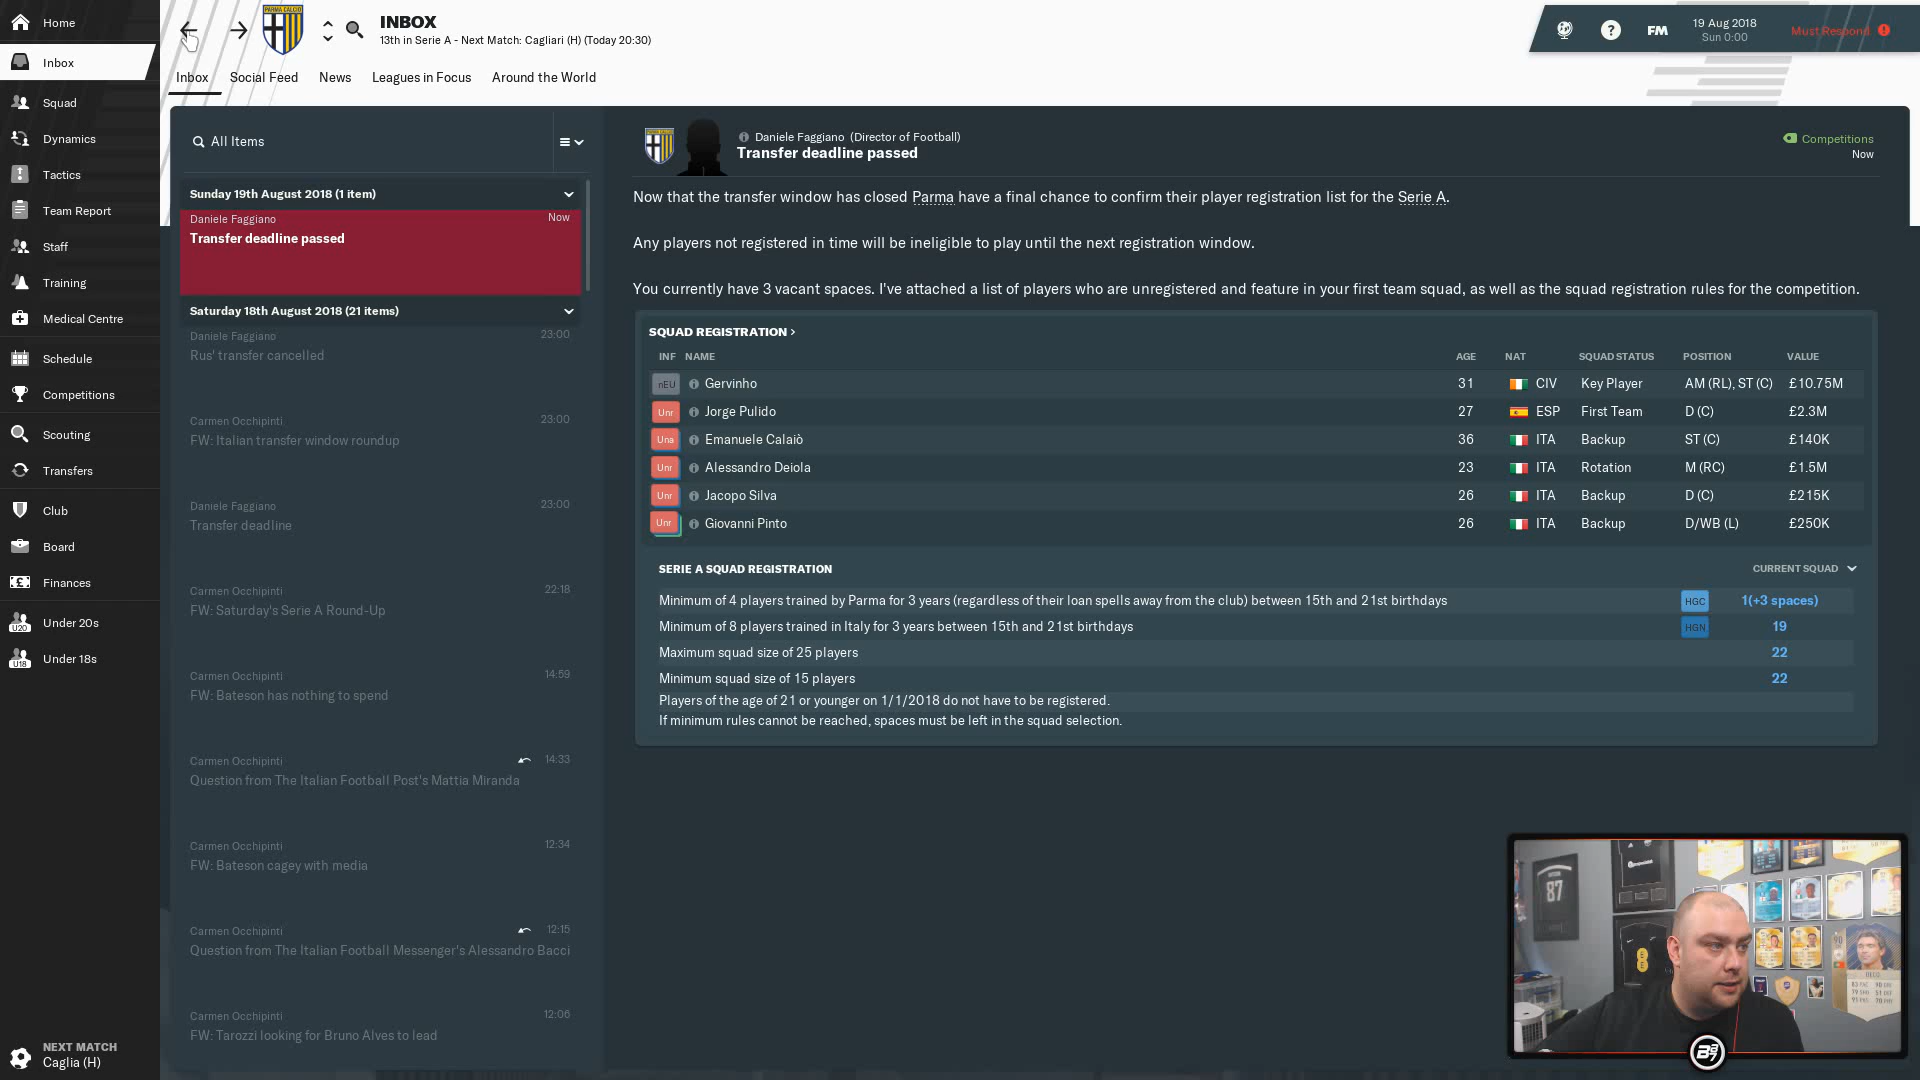 Home
Inbox
Squad
Dynamics
Tactics
Team Report
Staff
Training
Medical Centre
Schedule
Competitions
Scouting
Transfers
Club
Board
Finances
U20
Under 20s
U18
Under 18s
NEXT MATCH
Caglia (H)
PARMA CALCIO
INBOX
13th in Serie A - Next Match: Cagliari (H) (Today 20:30)
Inbox Social Feed News Leagues in Focus Around the World
? FM
19 Aug 2018
Sun 0:00
Must Respond !
All Items
Sunday 19th August 2018 (1 item)
Daniele Faggiano Now
Transfer deadline passed
Saturday 18th August 2018 (21 items)
Daniele Faggiano 23:00
Rus' transfer cancelled
Carmen Occhipinti 23:00
FW: Italian transfer window roundup
Daniele Faggiano 23:00
Transfer deadline
Carmen Occhipinti 22:18
FW: Saturday's Serie A Round-Up
Carmen Occhipinti 14:59
FW: Bateson has nothing to spend
Carmen Occhipinti 14:33
Question from The Italian Football Post's Mattia Miranda
Carmen Occhipinti 12:34
FW: Bateson cagey with media
Carmen Occhipinti 12:15
Question from The Italian Football Messenger's Alessandro Bacci
Carmen Occhipinti 12:06
FW: Tarozzi looking for Bruno Alves to lead
Daniele Faggiano (Director of Football)
Transfer deadline passed
Competitions
Now
Now that the transfer window has closed Parma have a final chance to confirm their player registration list for the Serie A.
Any players not registered in time will be ineligible to play until the next registration window.
You currently have 3 vacant spaces. I've attached a list of players who are unregistered and feature in your first team squad, as well as the squad registration rules for the competition.
SQUAD REGISTRATION >
INF NAME AGE NAT SQUAD STATUS POSITION VALUE
nEU Gervinho 31 CIV Key Player AM (RL), ST (C) £10.75M
Unr Jorge Pulido 27 ESP First Team D (C) £2.3M
Una Emanuele Calaiò 36 ITA Backup ST (C) £140K
Unr Alessandro Deiola 23 ITA Rotation M (RC) £1.5M
Unr Jacopo Silva 26 ITA Backup D (C) £215K
Unr Giovanni Pinto 26 ITA Backup D/WB (L) £250K
SERIE A SQUAD REGISTRATION CURRENT SQUAD
Minimum of 4 players trained by Parma for 3 years (regardless of their loan spells away from the club) between 15th and 21st birthdays HGC 1(+3 spaces)
Minimum of 8 players trained in Italy for 3 years between 15th and 21st birthdays HGN 19
Maximum squad size of 25 players 22
Minimum squad size of 15 players 22
Players of the age of 21 or younger on 1/1/2018 do not have to be registered.
If minimum rules cannot be reached, spaces must be left in the squad selection.
87